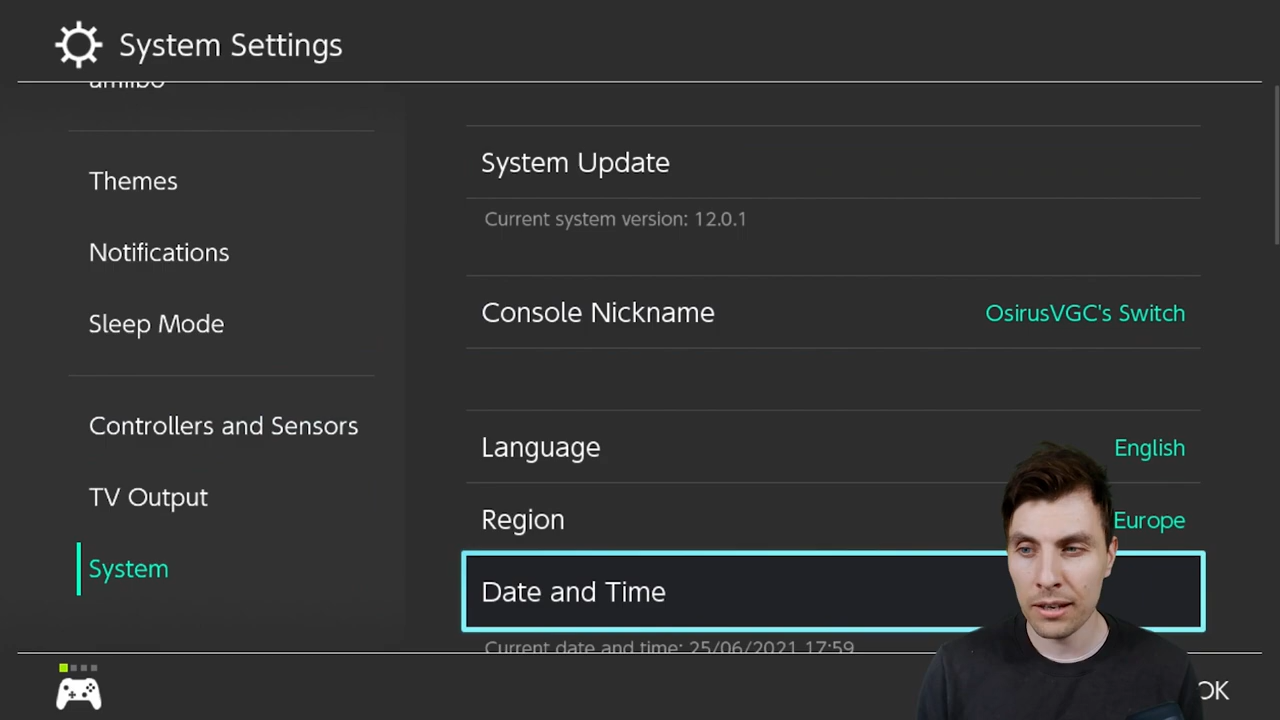 System Settings
amiibo
Themes
Notifications
Sleep Mode
Controllers and Sensors
TV Output
System
System Update
Current system version: 12.0.1
Console Nickname
OsirusVGC's Switch
Language
English
Region
Europe
Date and Time
Current date and time: 25/06/2021 17:59
OK